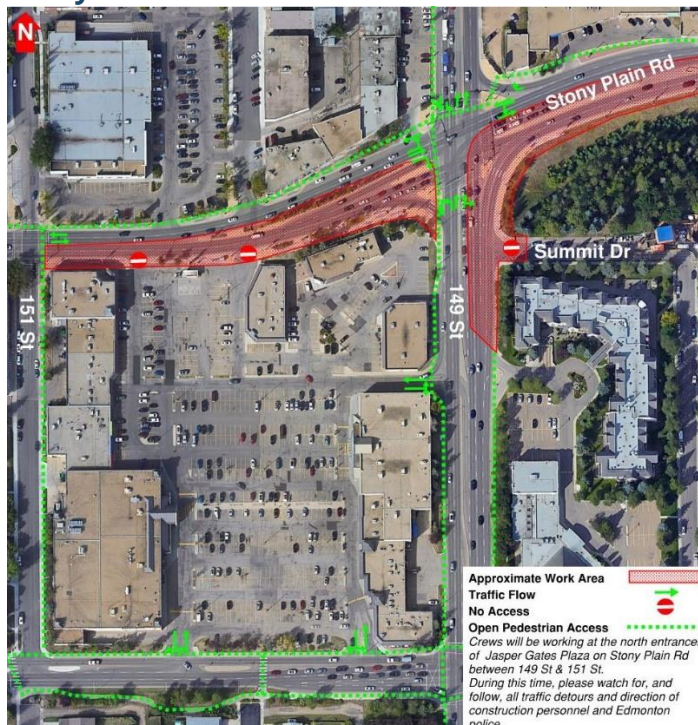 N
Stony Plain Rd
Summit Dr
149 St
151 St
Approximate Work Area
Traffic Flow
No Access
Open Pedestrian Access
Crews will be working at the north entrances
of Jasper Gates Plaza on Stony Plain Rd
between 149 St & 151 St.
During this time, please watch for, and
follow, all traffic detours and direction of
construction personnel and Edmonton
police